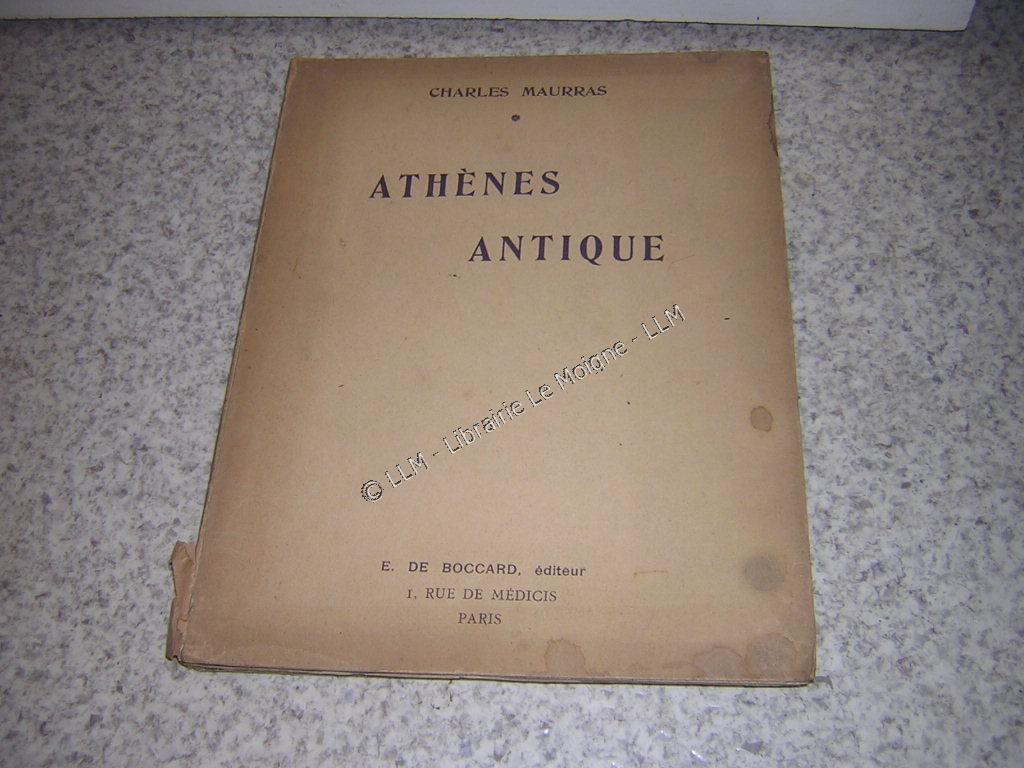 CHARLES MAURRAS
ATHÈNES
ANTIQUE
© LLM - Librairie Le Moigne - LLM
E. DE BOCCARD, éditeur
1, RUE DE MÉDICIS
PARIS